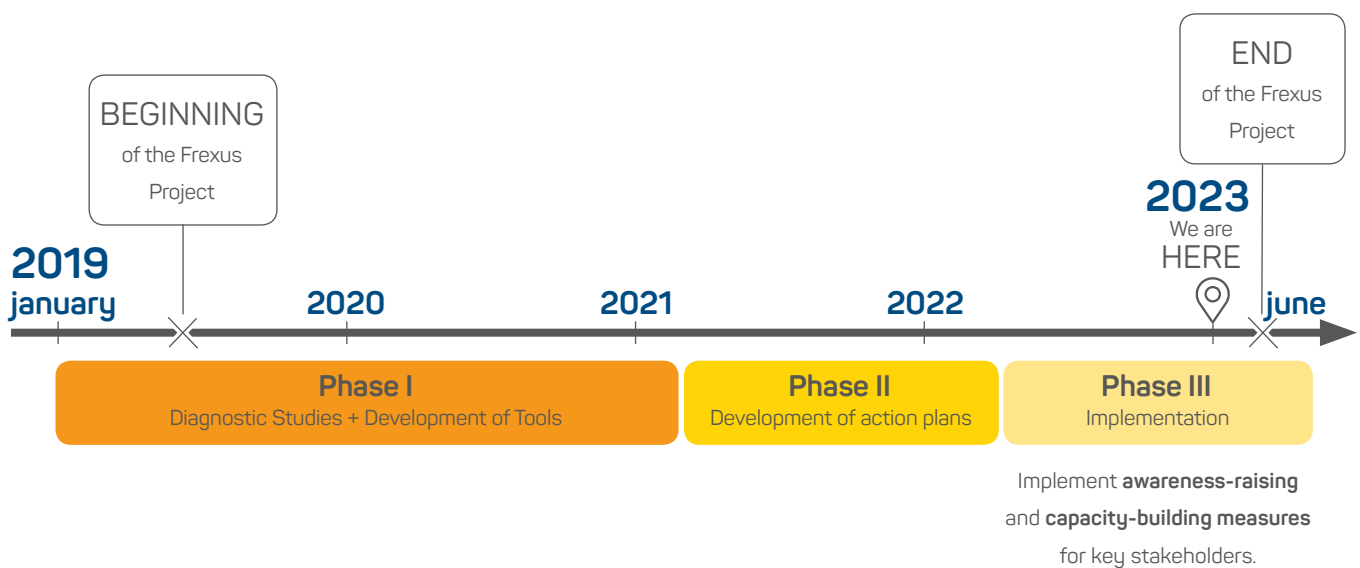 BEGINNING
of the Frexus
Project
END
of the Frexus
Project
2019
january
2020
2021
2022
2023
We are
HERE
june
Phase I
Diagnostic Studies + Development of Tools
Phase II
Development of action plans
Phase III
Implementation
Implement awareness-raising
and capacity-building measures
for key stakeholders.